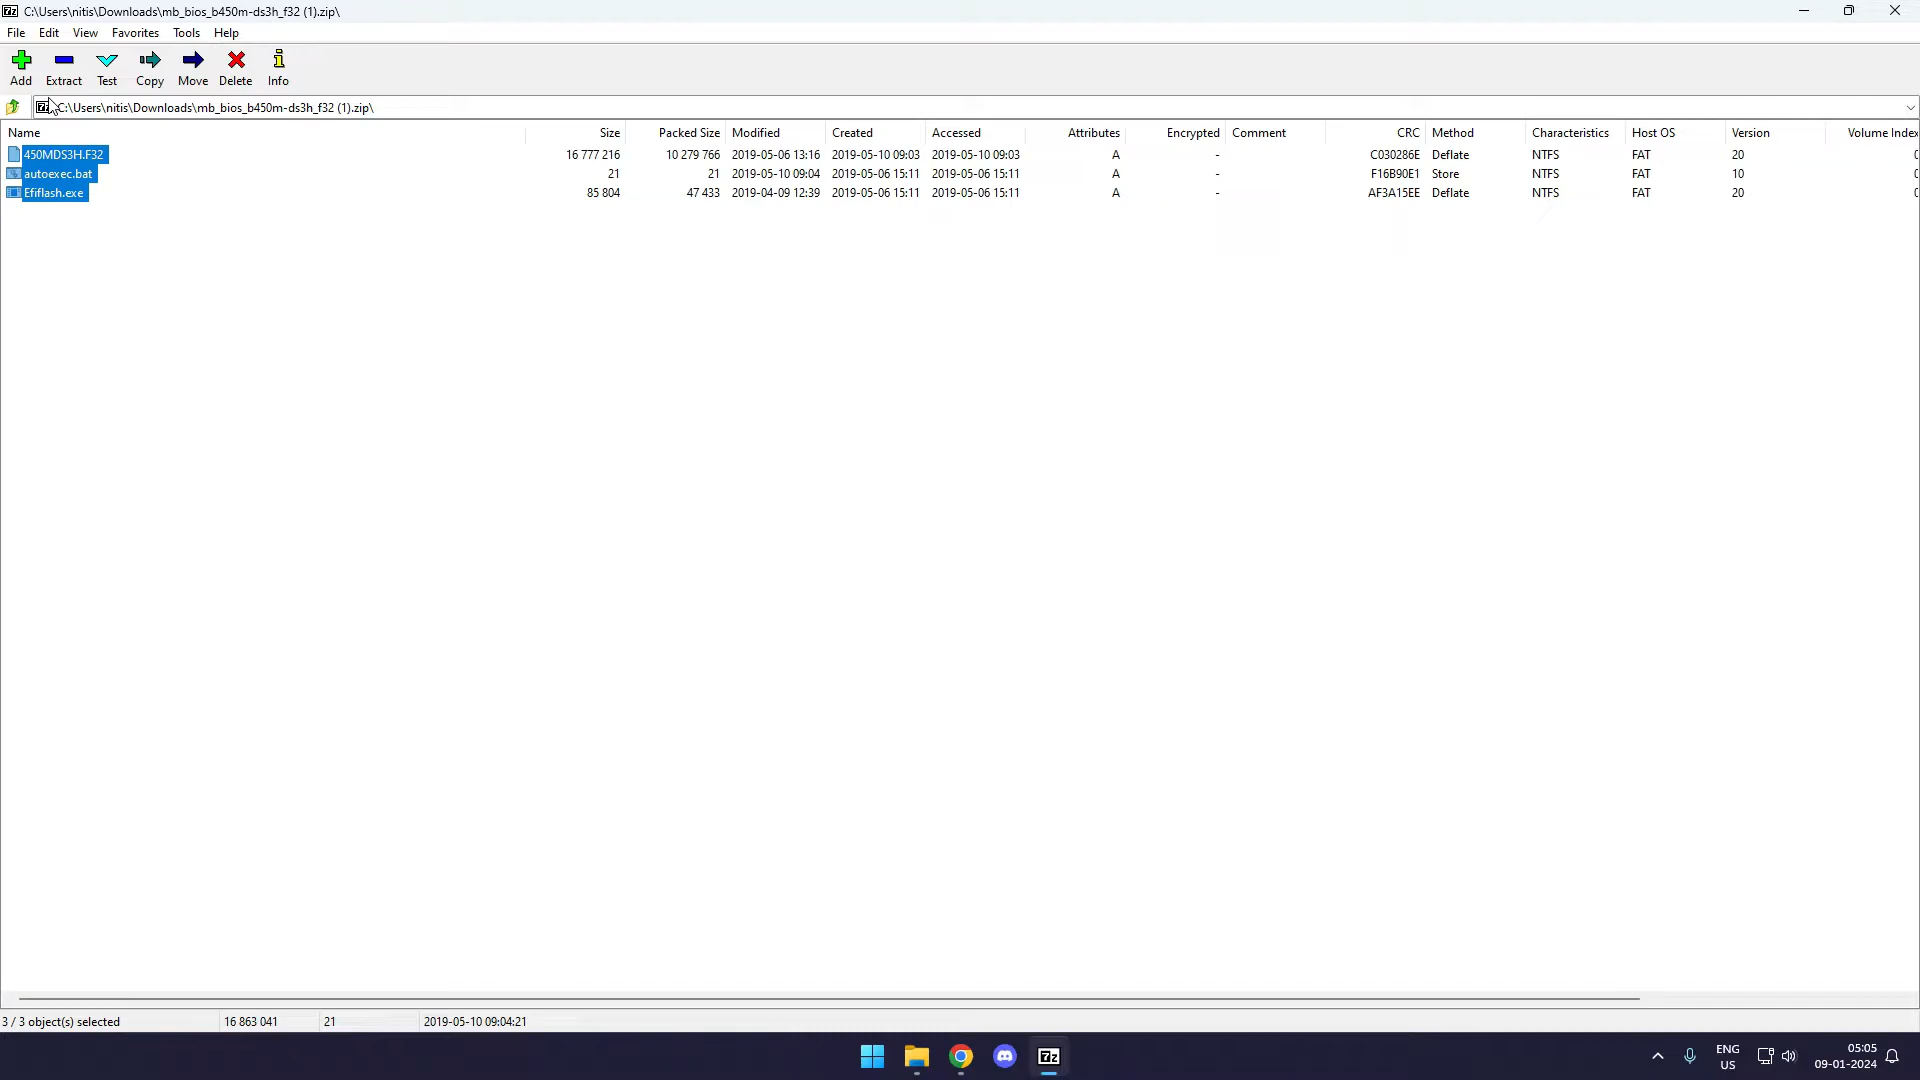 C:\Users\nitis\Downloads\mb_bios_b450m-ds3h_f32 (1).zip\
File Edit View Favorites Tools Help
Add Extract Test Copy Move Delete Info
C:\Users\nitis\Downloads\mb_bios_b450m-ds3h_f32 (1).zip\
Name Size Packed Size Modified Created Accessed Attributes Encrypted Comment CRC Method Characteristics Host OS Version Volume Index
450MDS3H.F32 16 777 216 10 279 766 2019-05-06 13:16 2019-05-10 09:03 2019-05-10 09:03 A - C030286E Deflate NTFS FAT 20
autoexec.bat 21 21 2019-05-10 09:04 2019-05-06 15:11 2019-05-06 15:11 A - F16B90E1 Store NTFS FAT 10
Efiflash.exe 85 804 47 433 2019-04-09 12:39 2019-05-06 15:11 2019-05-06 15:11 A - AF3A15EE Deflate NTFS FAT 20
3 / 3 object(s) selected 16 863 041 21 2019-05-10 09:04:21
7z
ENG
US
05:05
09-01-2024